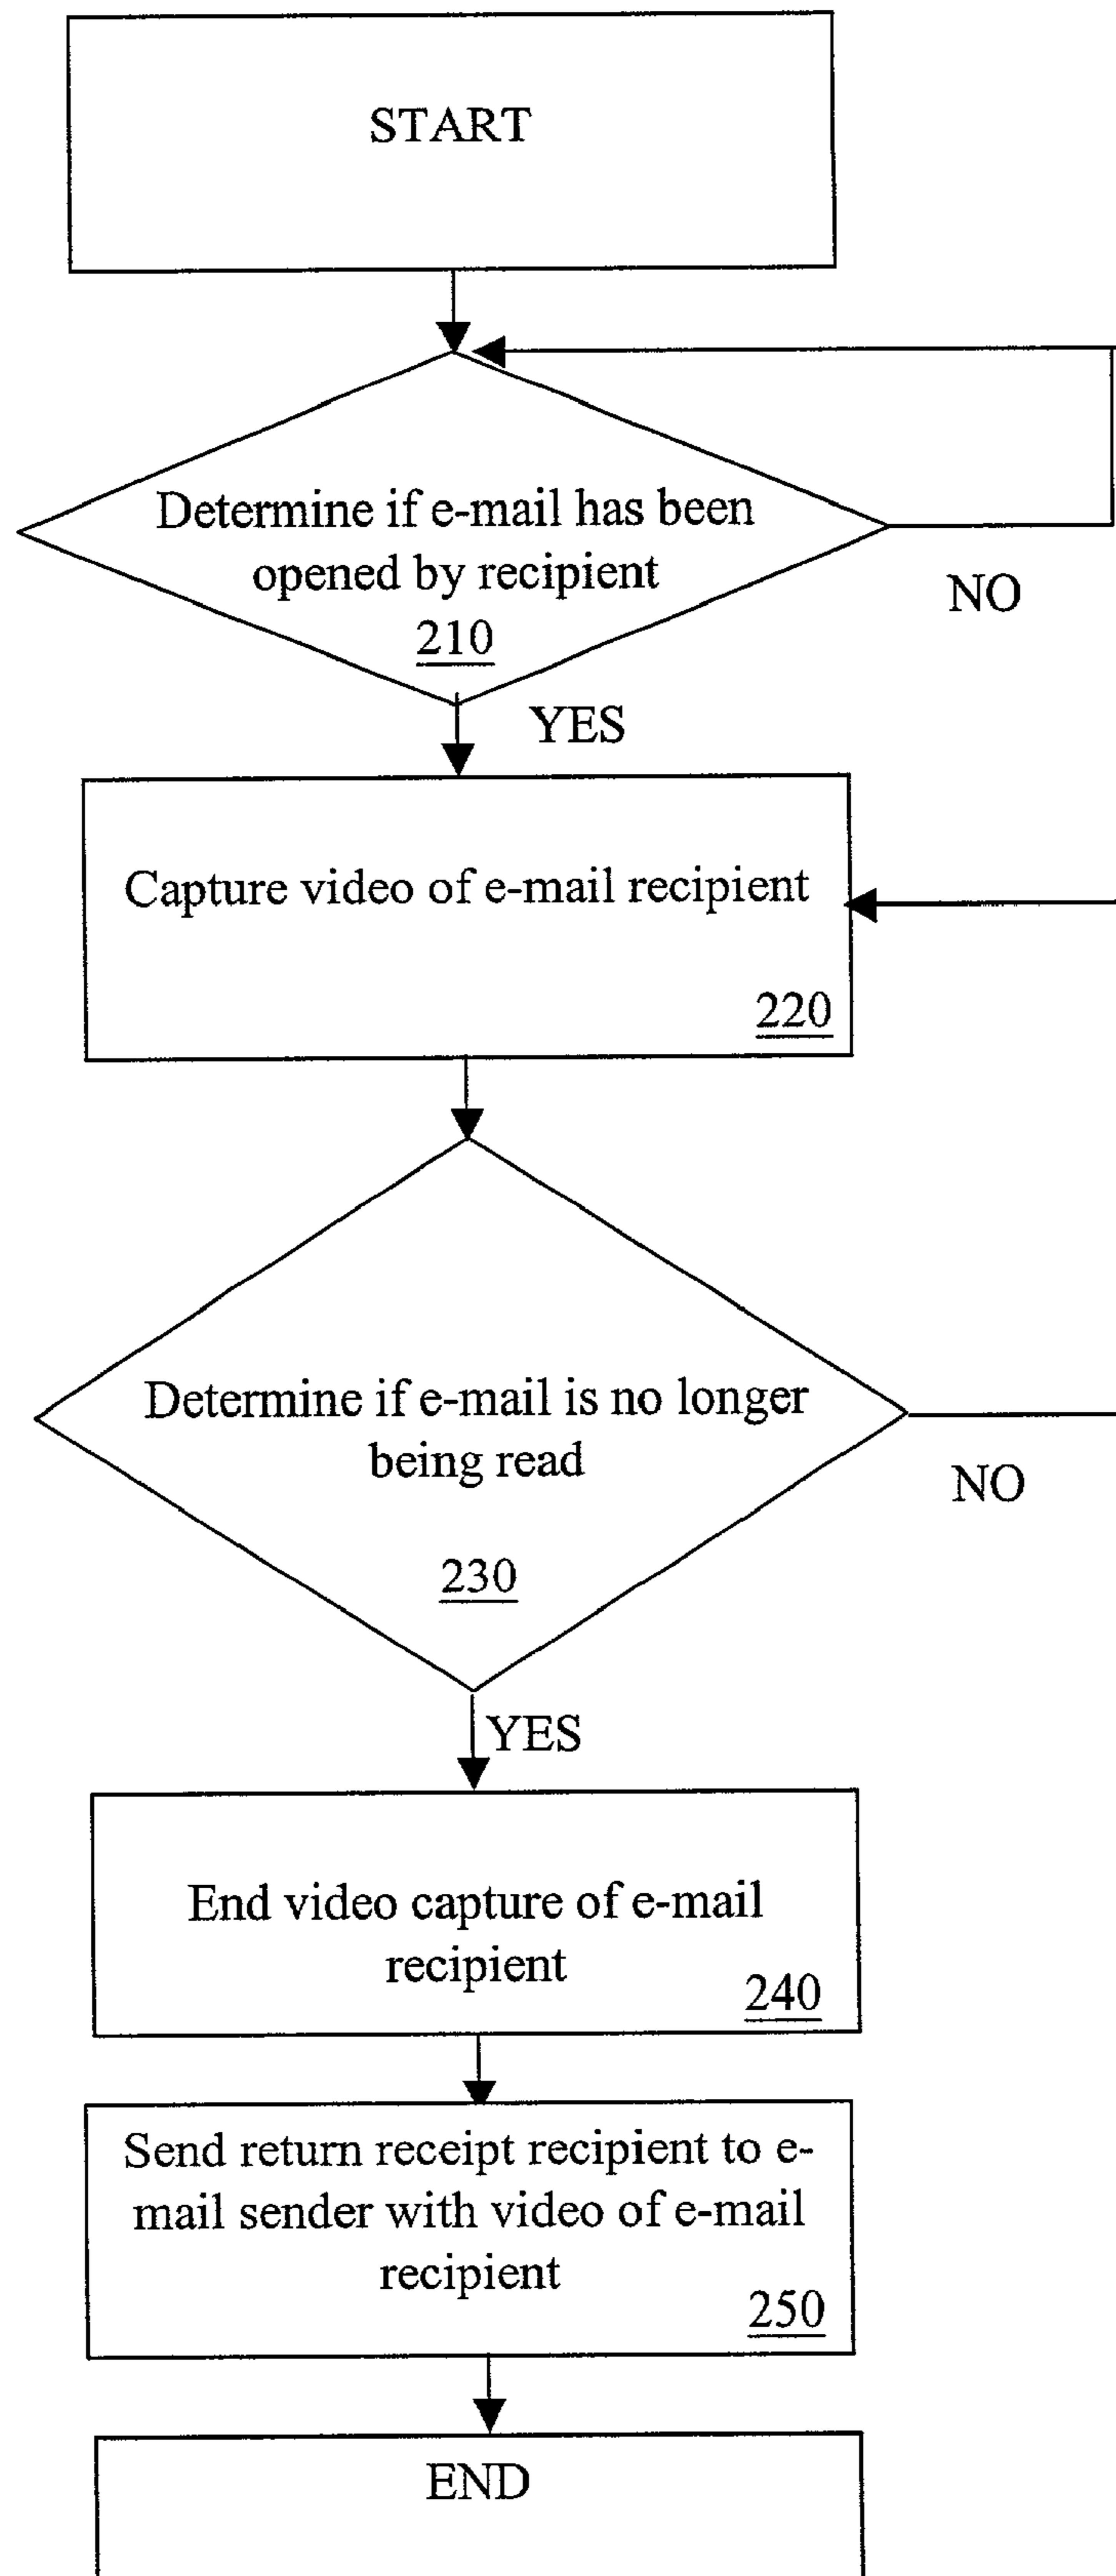 START
Determine if e-mail has been
opened by recipient
210
NO
YES
Capture video of e-mail recipient
220
Determine if e-mail is no longer
being read
NO
230
YES
End video capture of e-mail
recipient
240
Send return receipt recipient to e-
mail sender with video of e-mail
recipient
250
END